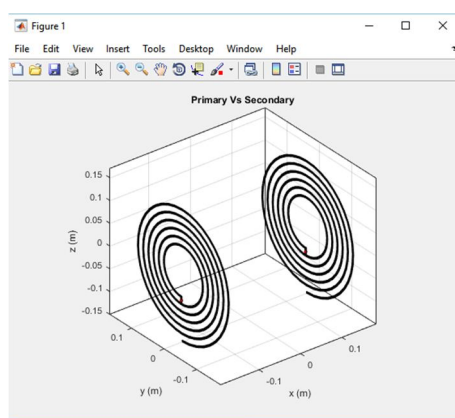 Figure 1
File Edit View Insert Tools Desktop Window Help
Primary Vs Secondary
0.15
0.1
0.05
0
-0.05
-0.1
-0.15
z (m)
0.1
0
-0.1
y (m)
-0.1
0
0.1
x (m)